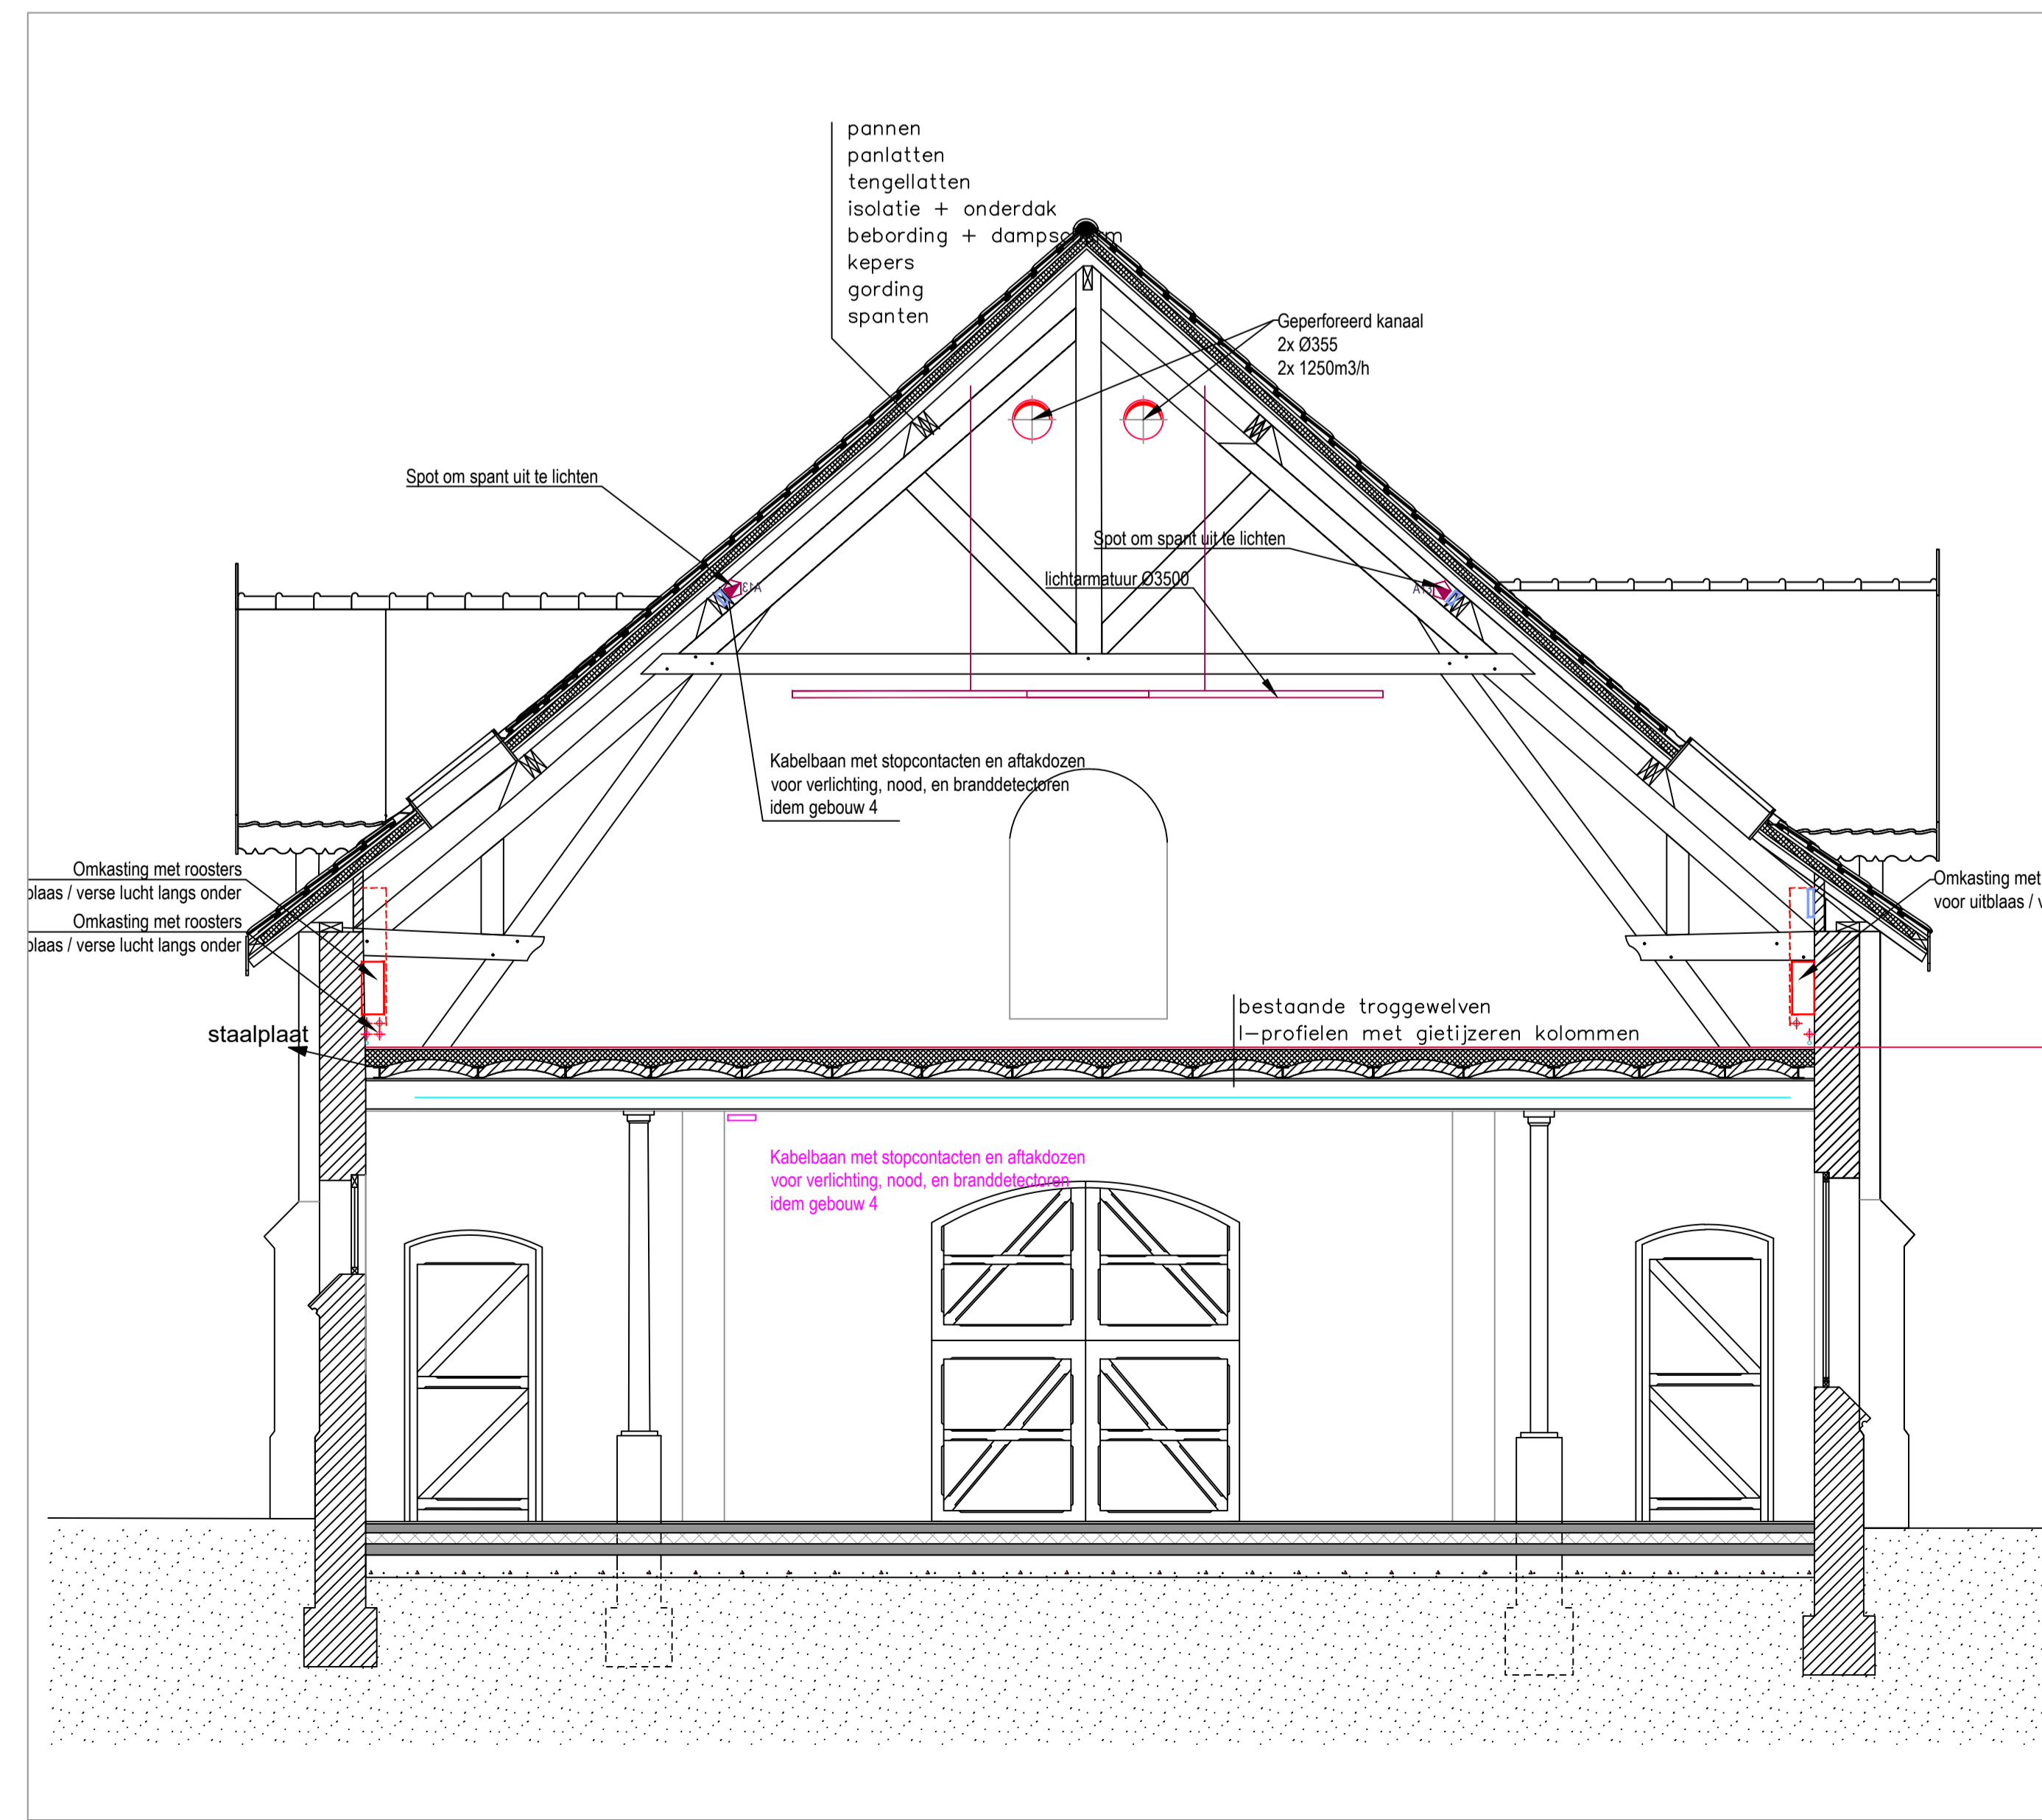 pannen
panlatten
tengellatten
isolatie + onderdak
bebording + dampscherm
kepers
gording
spanten
Geperforeerd kanaal
2x Ø355
2x 1250m3/h
Spot om spant uit te lichten
Spot om spant uit te lichten
lichtarmatuur Ø3500
A13
Kabelbaan met stopcontacten en aftakdozen
voor verlichting, nood, en branddetectoren
idem gebouw 4
Omkasting met roosters
blaas / verse lucht langs onder
Omkasting met roosters
blaas / verse lucht langs onder
Omkasting met
voor uitblaas / v
staalplaat
bestaande troggewelven
I-profielen met gietijzeren kolommen
Kabelbaan met stopcontacten en aftakdozen
voor verlichting, nood, en branddetectoren
idem gebouw 4